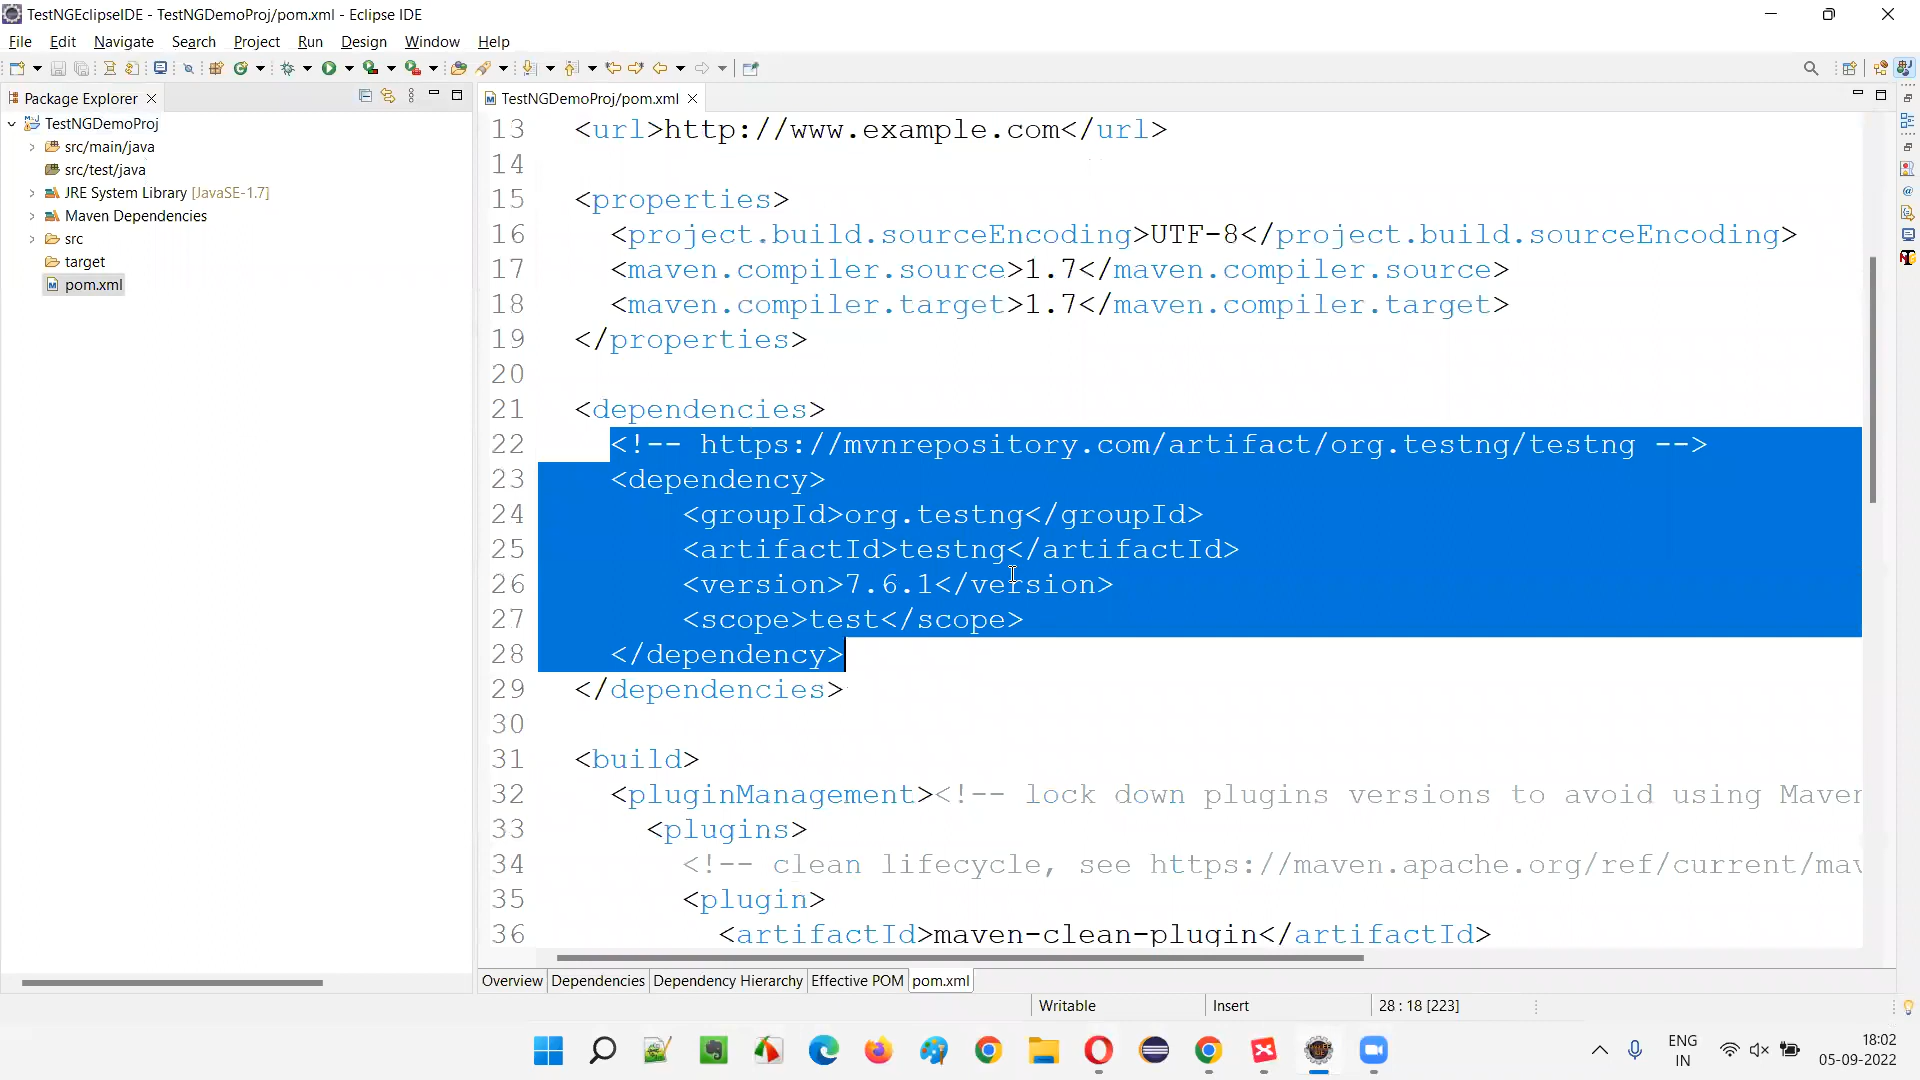 TestNGEclipseIDE - TestNGDemoProj/pom.xml - Eclipse IDE
File Edit Navigate Search Project Run Design Window Help
Package Explorer
TestNGDemoProj
src/main/java
src/test/java
JRE System Library [JavaSE-1.7]
Maven Dependencies
src
target
pom.xml
TestNGDemoProj/pom.xml
13 <url>http://www.example.com</url>
14
15 <properties>
16 <project.build.sourceEncoding>UTF-8</project.build.sourceEncoding>
17 <maven.compiler.source>1.7</maven.compiler.source>
18 <maven.compiler.target>1.7</maven.compiler.target>
19 </properties>
20
21 <dependencies>
22 <!-- https://mvnrepository.com/artifact/org.testng/testng -->
23 <dependency>
24 <groupId>org.testng</groupId>
25 <artifactId>testng</artifactId>
26 <version>7.6.1</version>
27 <scope>test</scope>
28 </dependency>
29 </dependencies>
30
31 <build>
32 <pluginManagement><!-- lock down plugins versions to avoid using Maven
33 <plugins>
34 <!-- clean lifecycle, see https://maven.apache.org/ref/current/mav
35 <plugin>
36 <artifactId>maven-clean-plugin</artifactId>
Overview Dependencies Dependency Hierarchy Effective POM pom.xml
Writable Insert 28 : 18 [223]
ENG
IN
18:02
05-09-2022